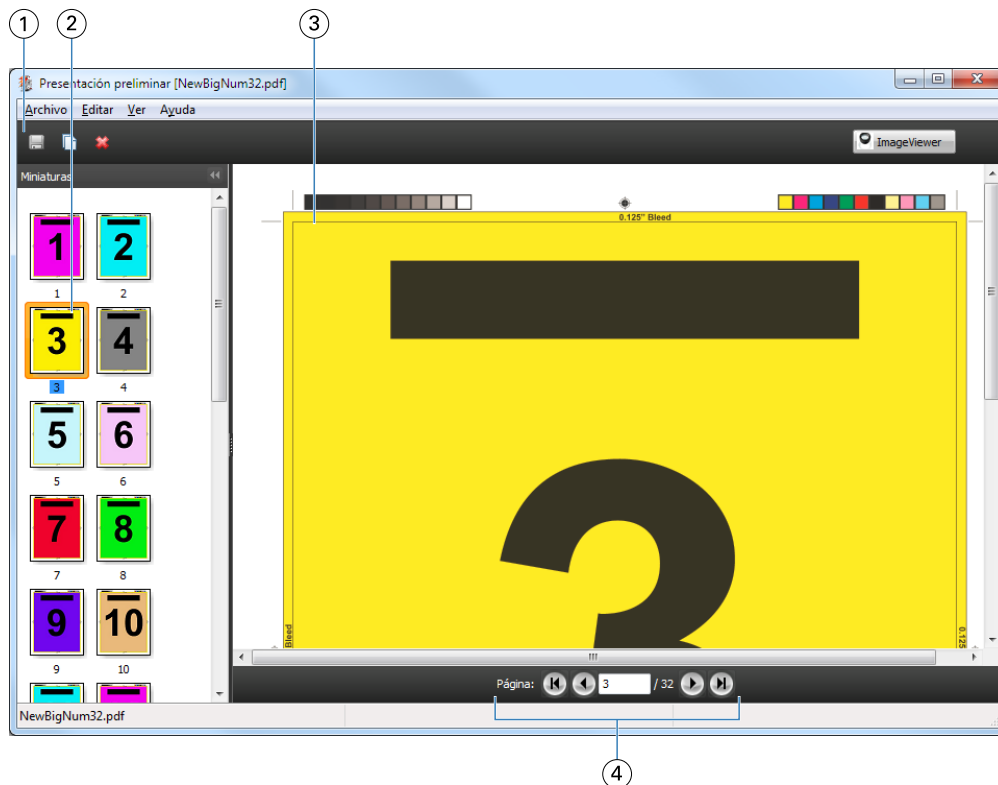 1 2 3
Presentación preliminar [NewBigNum32.pdf]
Archivo Editar Ver Ayuda
ImageViewer
Miniaturas
0.125" Bleed
1 2
1 2
3 4
3 4
5 6
5 6
7 8
7 8
9 10
9 10
3
Bleed
0.125
Página: 3 / 32
NewBigNum32.pdf
4